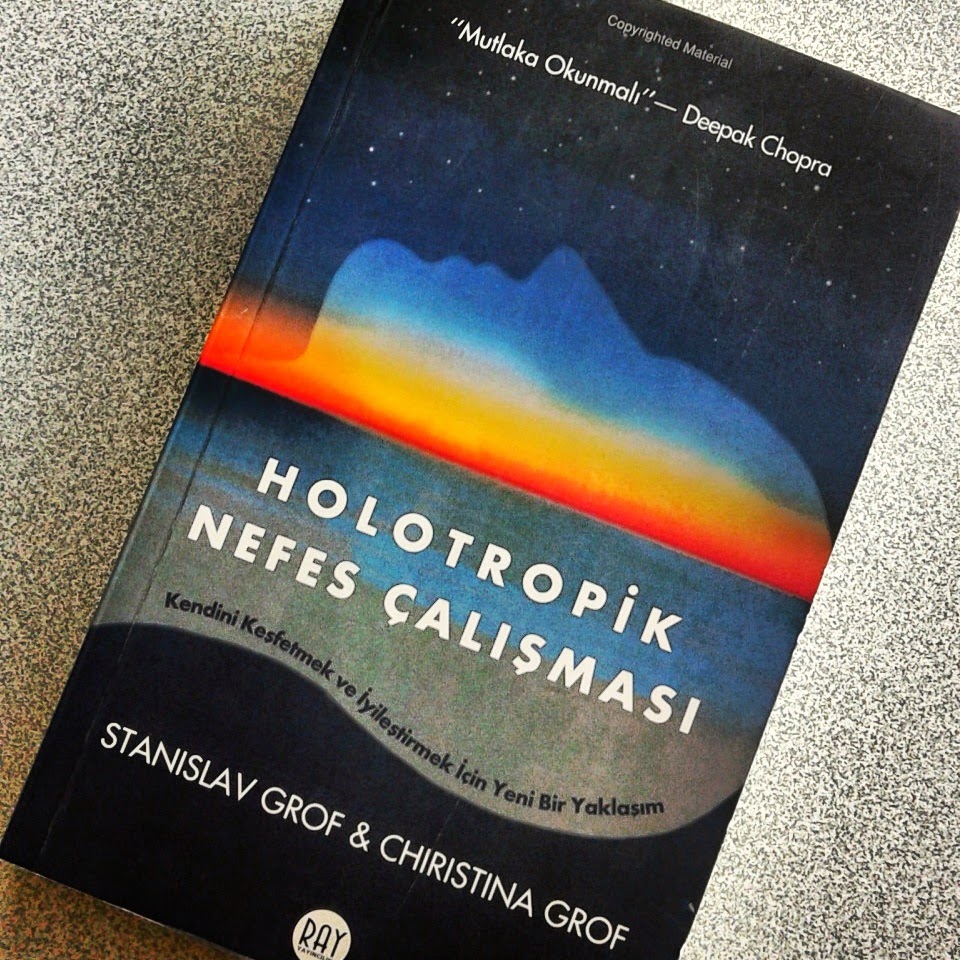 Copyrighted Material
"Mutlaka Okunmalı"— Deepak Chopra
HOLOTROPİK
NEFES ÇALIŞMASI
Kendini Keşfetmek ve İyileştirmek İçin Yeni Bir Yaklaşım
STANISLAV GROF & CHIRISTINA GROF
RAY
YAYINCILIK